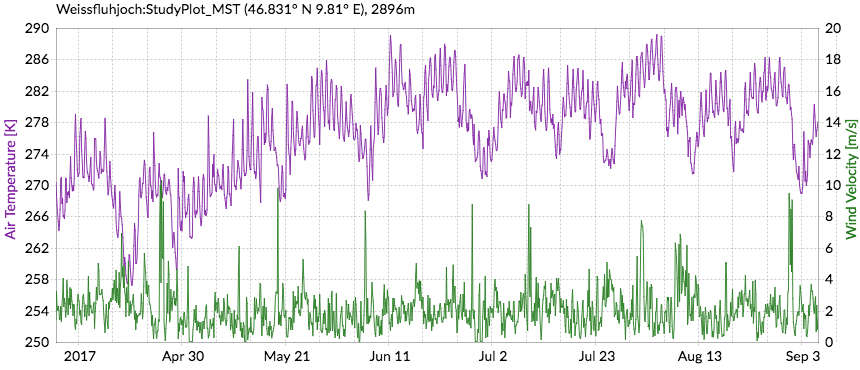 Weissfluhjoch:StudyPlot_MST (46.831° N 9.81° E), 2896m
290 20
286 18
282 16
278 14
274 12
270 10
266 8
262 6
258 4
254 2
250 0
Air Temperature [K]
Wind Velocity [m/s]
2017 Apr 30 May 21 Jun 11 Jul 2 Jul 23 Aug 13 Sep 3